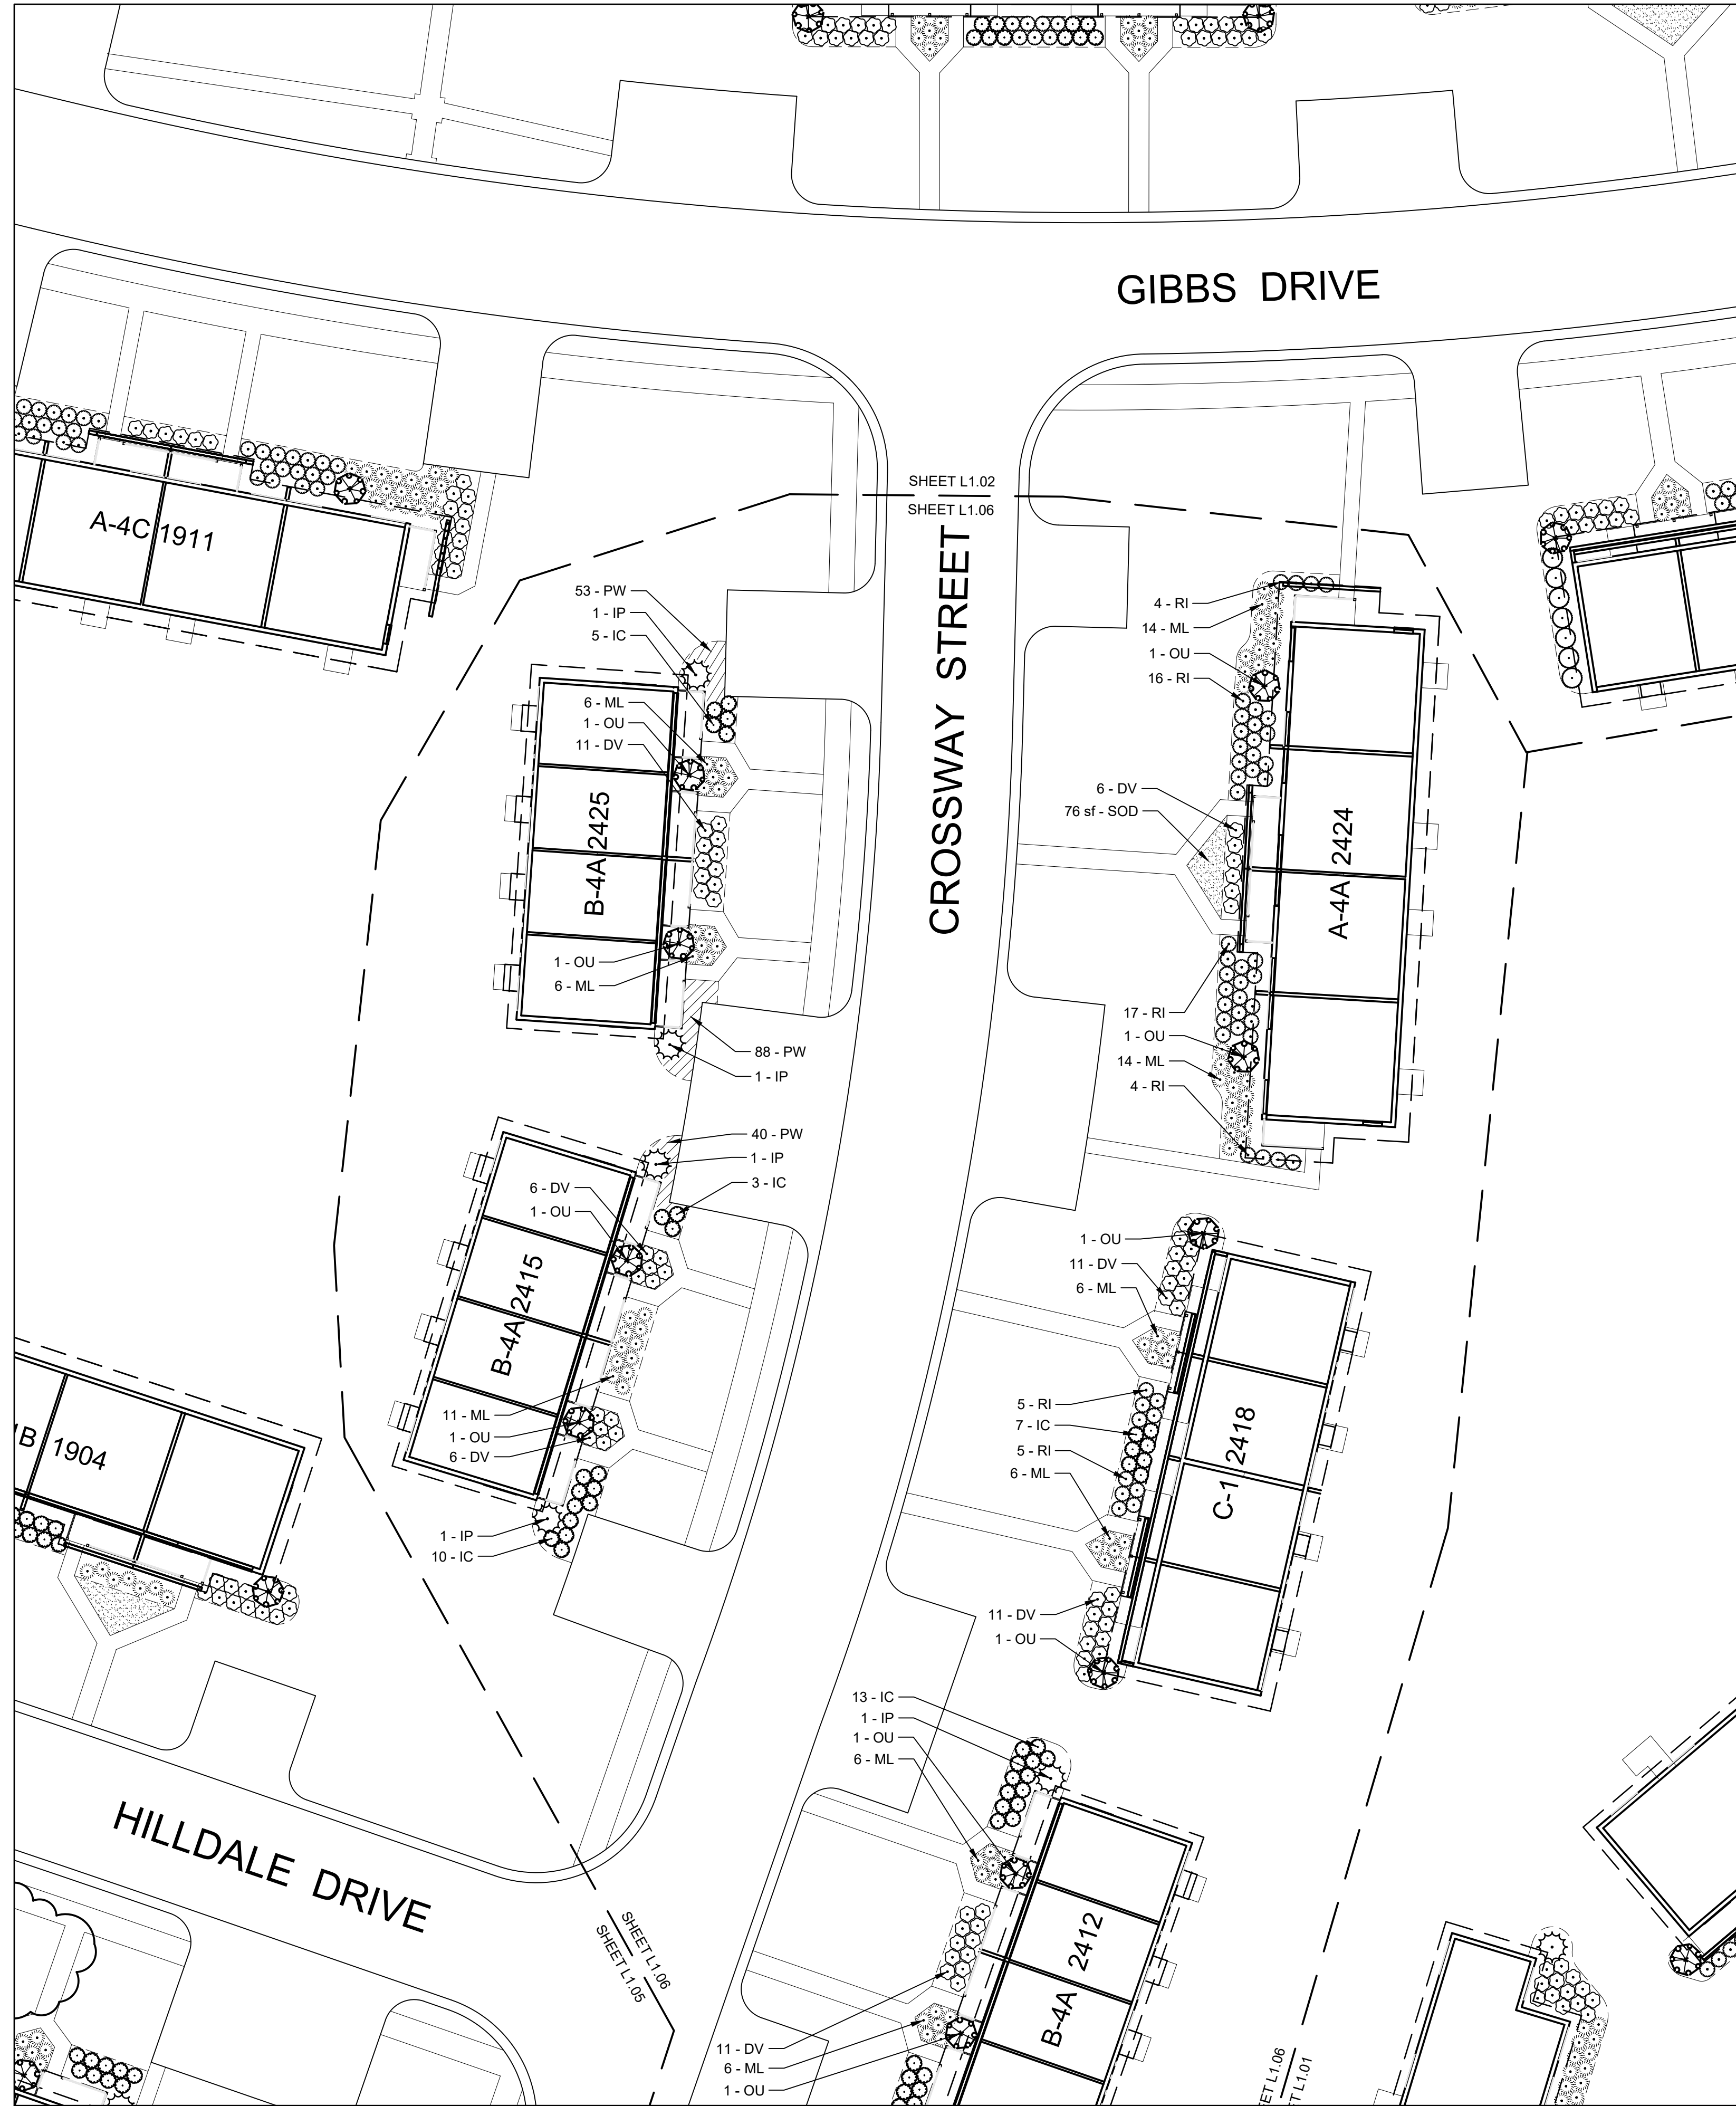 GIBBS DRIVE
SHEET L1.02
SHEET L1.06
CROSSWAY STREET
A-4C 1911
53 - PW
1 - IP
5 - IC
6 - ML
1 - OU
11 - DV
B-4A 2425
1 - OU
6 - ML
88 - PW
1 - IP
4 - RI
14 - ML
1 - OU
16 - RI
6 - DV
76 sf - SOD
A-4A 2424
17 - RI
1 - OU
14 - ML
4 - RI
40 - PW
1 - IP
3 - IC
6 - DV
1 - OU
B-4A 2415
11 - ML
1 - OU
6 - DV
1 - IP
10 - IC
1 - OU
11 - DV
6 - ML
5 - RI
7 - IC
5 - RI
6 - ML
C-1 2418
11 - DV
1 - OU
1904
13 - IC
1 - IP
1 - OU
6 - ML
B-4A 2412
11 - DV
6 - ML
1 - OU
HILLDALE DRIVE
SHEET L1.06
SHEET L1.05
L1.06
L1.01